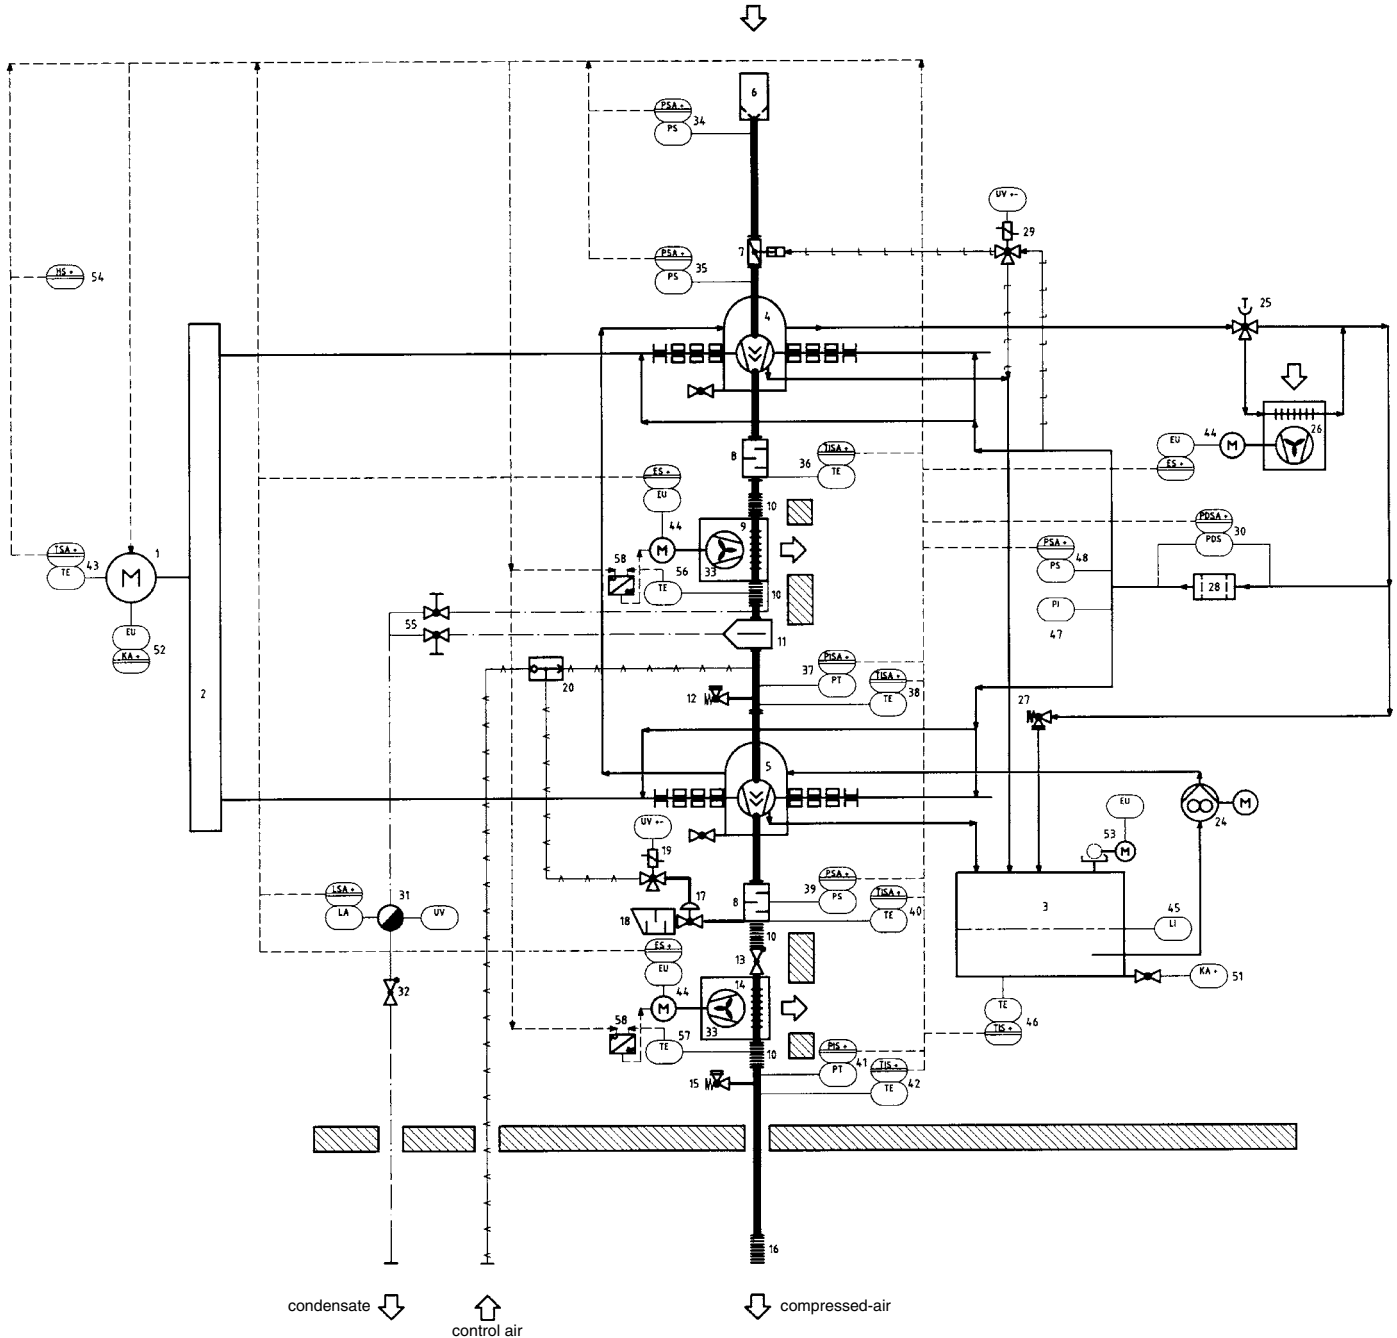 6
PSA +
PS
34
UV +-
29
7
PSA +
PS
35
HS +
54
25
4
26
44
M
EU
ES +
8
TISA +
TE
36
ES +
EU
10
9
44
M
33
PDSA +
PDS
30
PSA +
PS
48
28
PI
47
TSA +
TE
43
1
M
EU
KA +
52
58
56
TE
10
55
11
2
20
37
PISA +
PT
TISA +
TE
38
12
27
5
24
M
EU
53
M
UV +-
19
17
18
8
39
PSA +
PS
TISA +
TE
40
LSA +
LA
31
UV
3
45
LI
10
13
ES +
EU
44
M
14
33
32
KA +
51
TE
TIS +
46
58
57
TE
10
PIS +
PT
41
TIS +
TE
42
15
16
condensate
control air
compressed-air